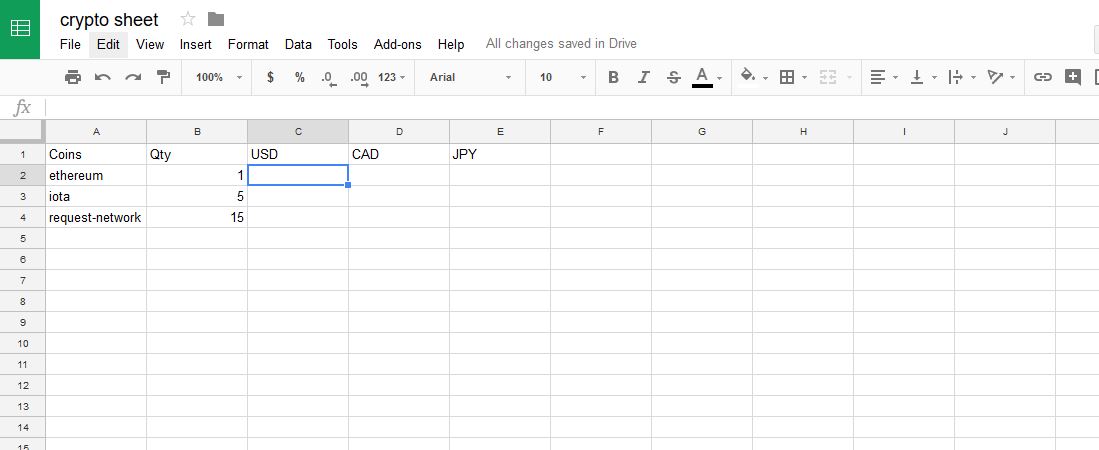 crypto sheet
File Edit View Insert Format Data Tools Add-ons Help All changes saved in Drive
100% $ % .0 .00 123 Arial 10 B I S A
fx
A B C D E F G H I J
1 Coins Qty USD CAD JPY
2 ethereum 1
3 iota 5
4 request-network 15
5
6
7
8
9
10
11
12
13
14
15